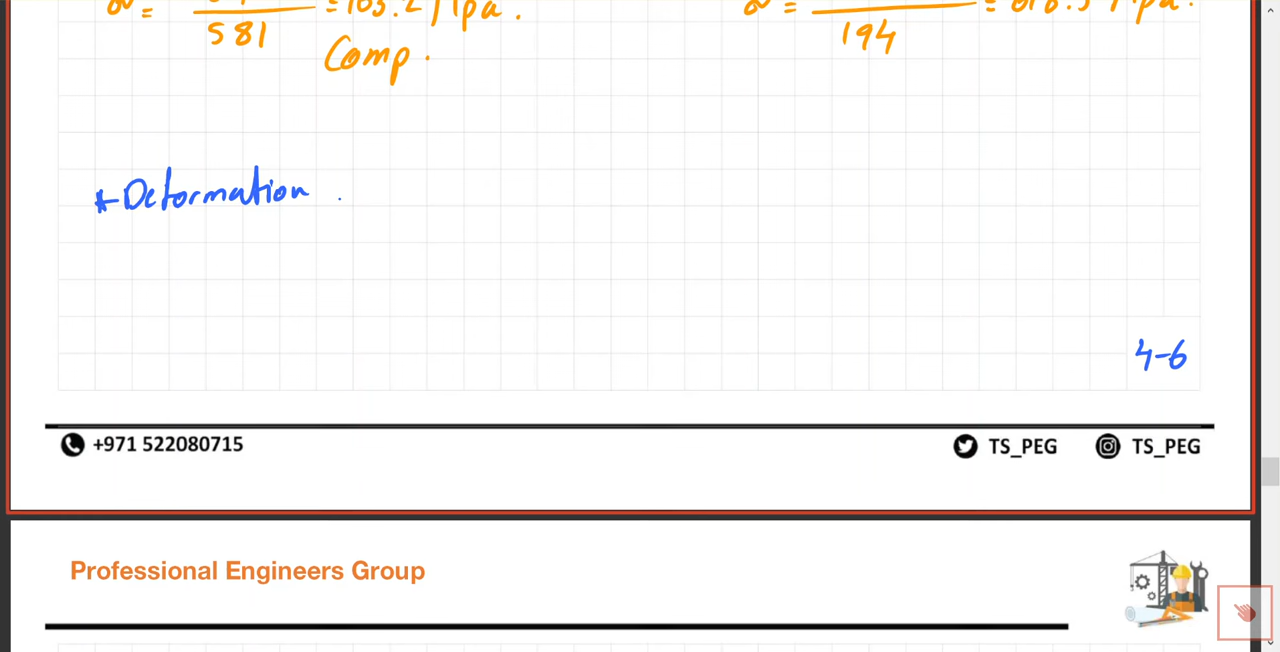 581
194
Comp.
* Deformation.
4-6
+971 522080715
TS_PEG
TS_PEG
Professional Engineers Group